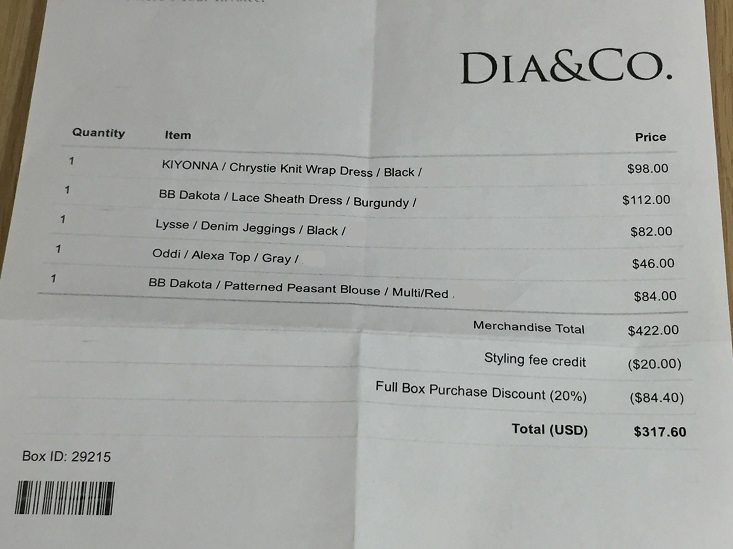 DIA&CO.
Quantity Item Price
1 KIYONNA / Chrystie Knit Wrap Dress / Black / $98.00
1 BB Dakota / Lace Sheath Dress / Burgundy / $112.00
1 Lysse / Denim Jeggings / Black / $82.00
1 Oddi / Alexa Top / Gray / $46.00
1 BB Dakota / Patterned Peasant Blouse / Multi/Red $84.00
Merchandise Total $422.00
Styling fee credit ($20.00)
Full Box Purchase Discount (20%) ($84.40)
Total (USD) $317.60
Box ID: 29215